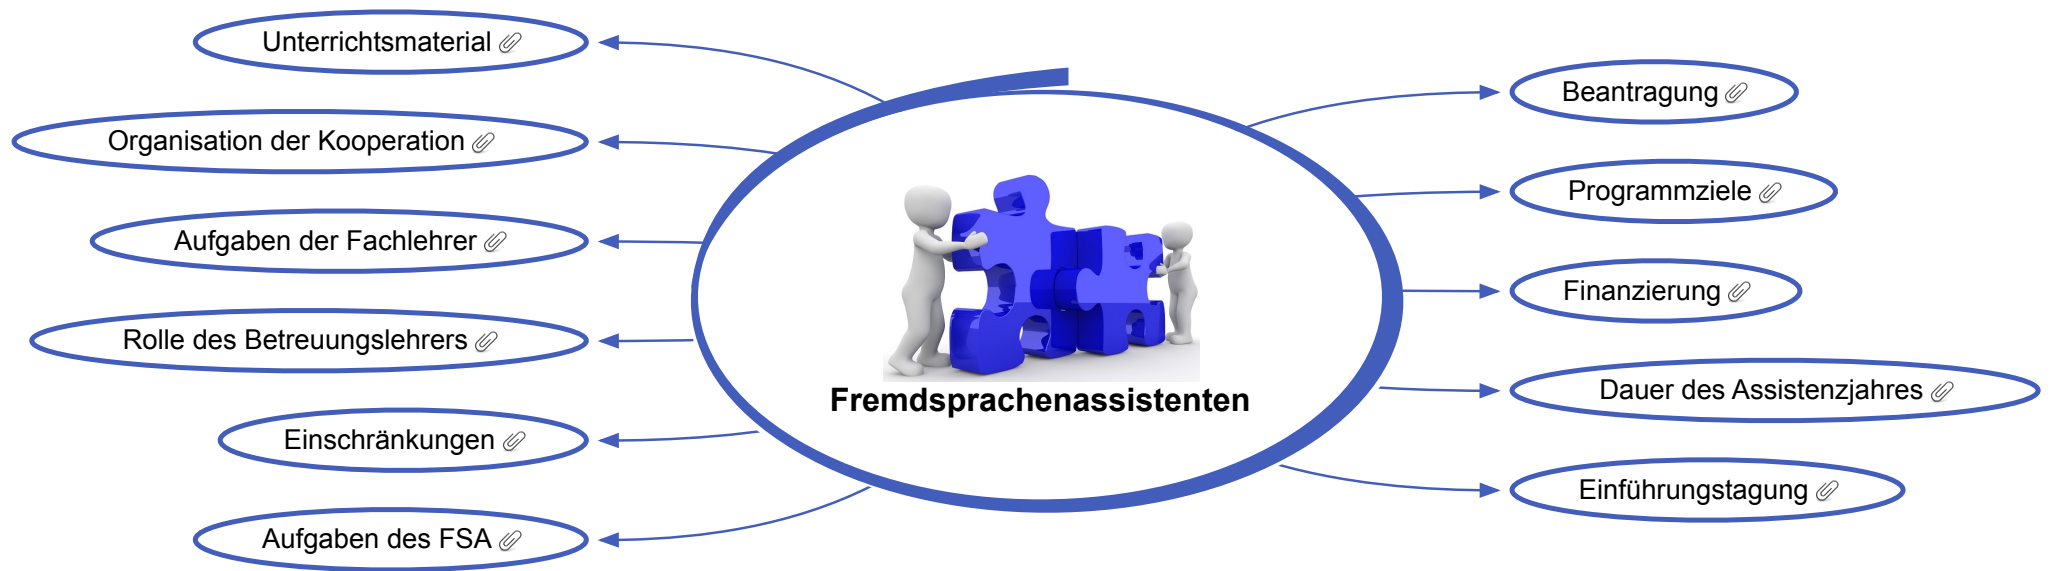 Unterrichtsmaterial
Organisation der Kooperation
Aufgaben der Fachlehrer
Rolle des Betreuungslehrers
Einschränkungen
Aufgaben des FSA
Fremdsprachenassistenten
Beantragung
Programmziele
Finanzierung
Dauer des Assistenzjahres
Einführungstagung